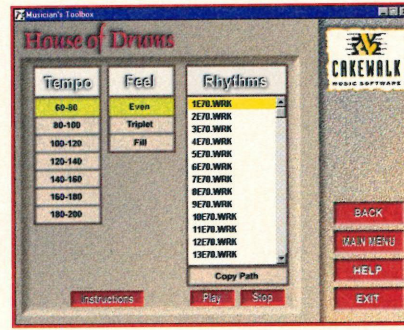 Musician's Toolbox
House of Drums
Tempo
60-80
80-100
100-120
120-140
140-160
160-180
180-200
Feel
Even
Triplet
Fill
Rhythms
1E70.WRK
2E70.WRK
3E70.WRK
4E70.WRK
5E70.WRK
6E70.WRK
7E70.WRK
8E70.WRK
9E70.WRK
10E70.WRK
11E70.WRK
12E70.WRK
13E70.WRK
Copy Path
Instructions
Play
Stop
CAKEWALK
MUSIC SOFTWARE
BACK
MAIN MENU
HELP
EXIT